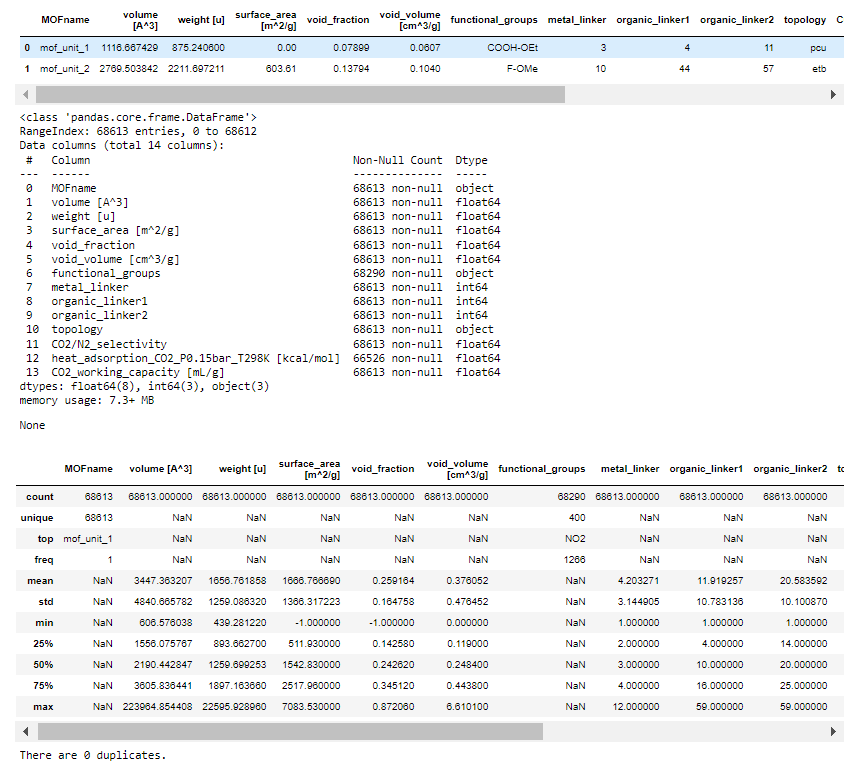 MOFname volume [A^3] weight [u] surface_area [m^2/g] void_fraction void_volume [cm^3/g] functional_groups metal_linker organic_linker1 organic_linker2 topology C
0 mof_unit_1 1116.667429 875.240600 0.00 0.07899 0.0607 COOH-OEt 3 4 11 pcu
1 mof_unit_2 2769.503842 2211.697211 603.61 0.13794 0.1040 F-OMe 10 44 57 etb
<class 'pandas.core.frame.DataFrame'>
RangeIndex: 68613 entries, 0 to 68612
Data columns (total 14 columns):
# Column Non-Null Count Dtype
--- ------ -------------- -----
0 MOFname 68613 non-null object
1 volume [A^3] 68613 non-null float64
2 weight [u] 68613 non-null float64
3 surface_area [m^2/g] 68613 non-null float64
4 void_fraction 68613 non-null float64
5 void_volume [cm^3/g] 68613 non-null float64
6 functional_groups 68290 non-null object
7 metal_linker 68613 non-null int64
8 organic_linker1 68613 non-null int64
9 organic_linker2 68613 non-null int64
10 topology 68613 non-null object
11 CO2/N2_selectivity 68613 non-null float64
12 heat_adsorption_CO2_P0.15bar_T298K [kcal/mol] 66526 non-null float64
13 CO2_working_capacity [mL/g] 68613 non-null float64
dtypes: float64(8), int64(3), object(3)
memory usage: 7.3+ MB
None
MOFname volume [A^3] weight [u] surface_area [m^2/g] void_fraction void_volume [cm^3/g] functional_groups metal_linker organic_linker1 organic_linker2 to
count 68613 68613.000000 68613.000000 68613.000000 68613.000000 68613.000000 68290 68613.000000 68613.000000 68613.000000
unique 68613 NaN NaN NaN NaN NaN 400 NaN NaN NaN
top mof_unit_1 NaN NaN NaN NaN NaN NO2 NaN NaN NaN
freq 1 NaN NaN NaN NaN NaN 1266 NaN NaN NaN
mean NaN 3447.363207 1656.761858 1666.766690 0.259164 0.376052 NaN 4.203271 11.919257 20.583592
std NaN 4840.665782 1259.086320 1366.317223 0.164758 0.476452 NaN 3.144905 10.783136 10.100870
min NaN 606.576038 439.281220 -1.000000 -1.000000 0.000000 NaN 1.000000 1.000000 1.000000
25% NaN 1556.075767 893.662700 511.930000 0.142580 0.119000 NaN 2.000000 4.000000 14.000000
50% NaN 2190.442847 1259.699253 1542.830000 0.242620 0.248400 NaN 3.000000 10.000000 20.000000
75% NaN 3605.836441 1897.163660 2517.960000 0.345120 0.443800 NaN 4.000000 16.000000 25.000000
max NaN 223964.854408 22595.928960 7083.530000 0.872060 6.610100 NaN 12.000000 59.000000 59.000000
There are 0 duplicates.